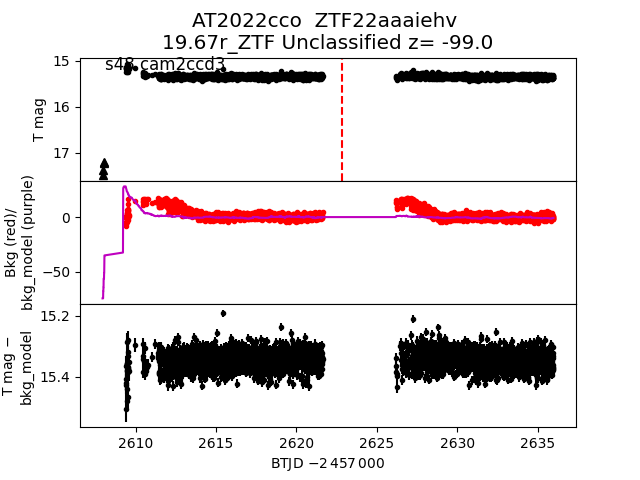 AT2022cco ZTF22aaaiehv
19.67r_ZTF Unclassified z= -99.0
s48 cam2ccd3
T mag
15
16
17
Bkg (red)/
bkg_model (purple)
0
−50
T mag −
bkg_model
15.2
15.4
2610 2615 2620 2625 2630 2635
BTJD −2 457 000